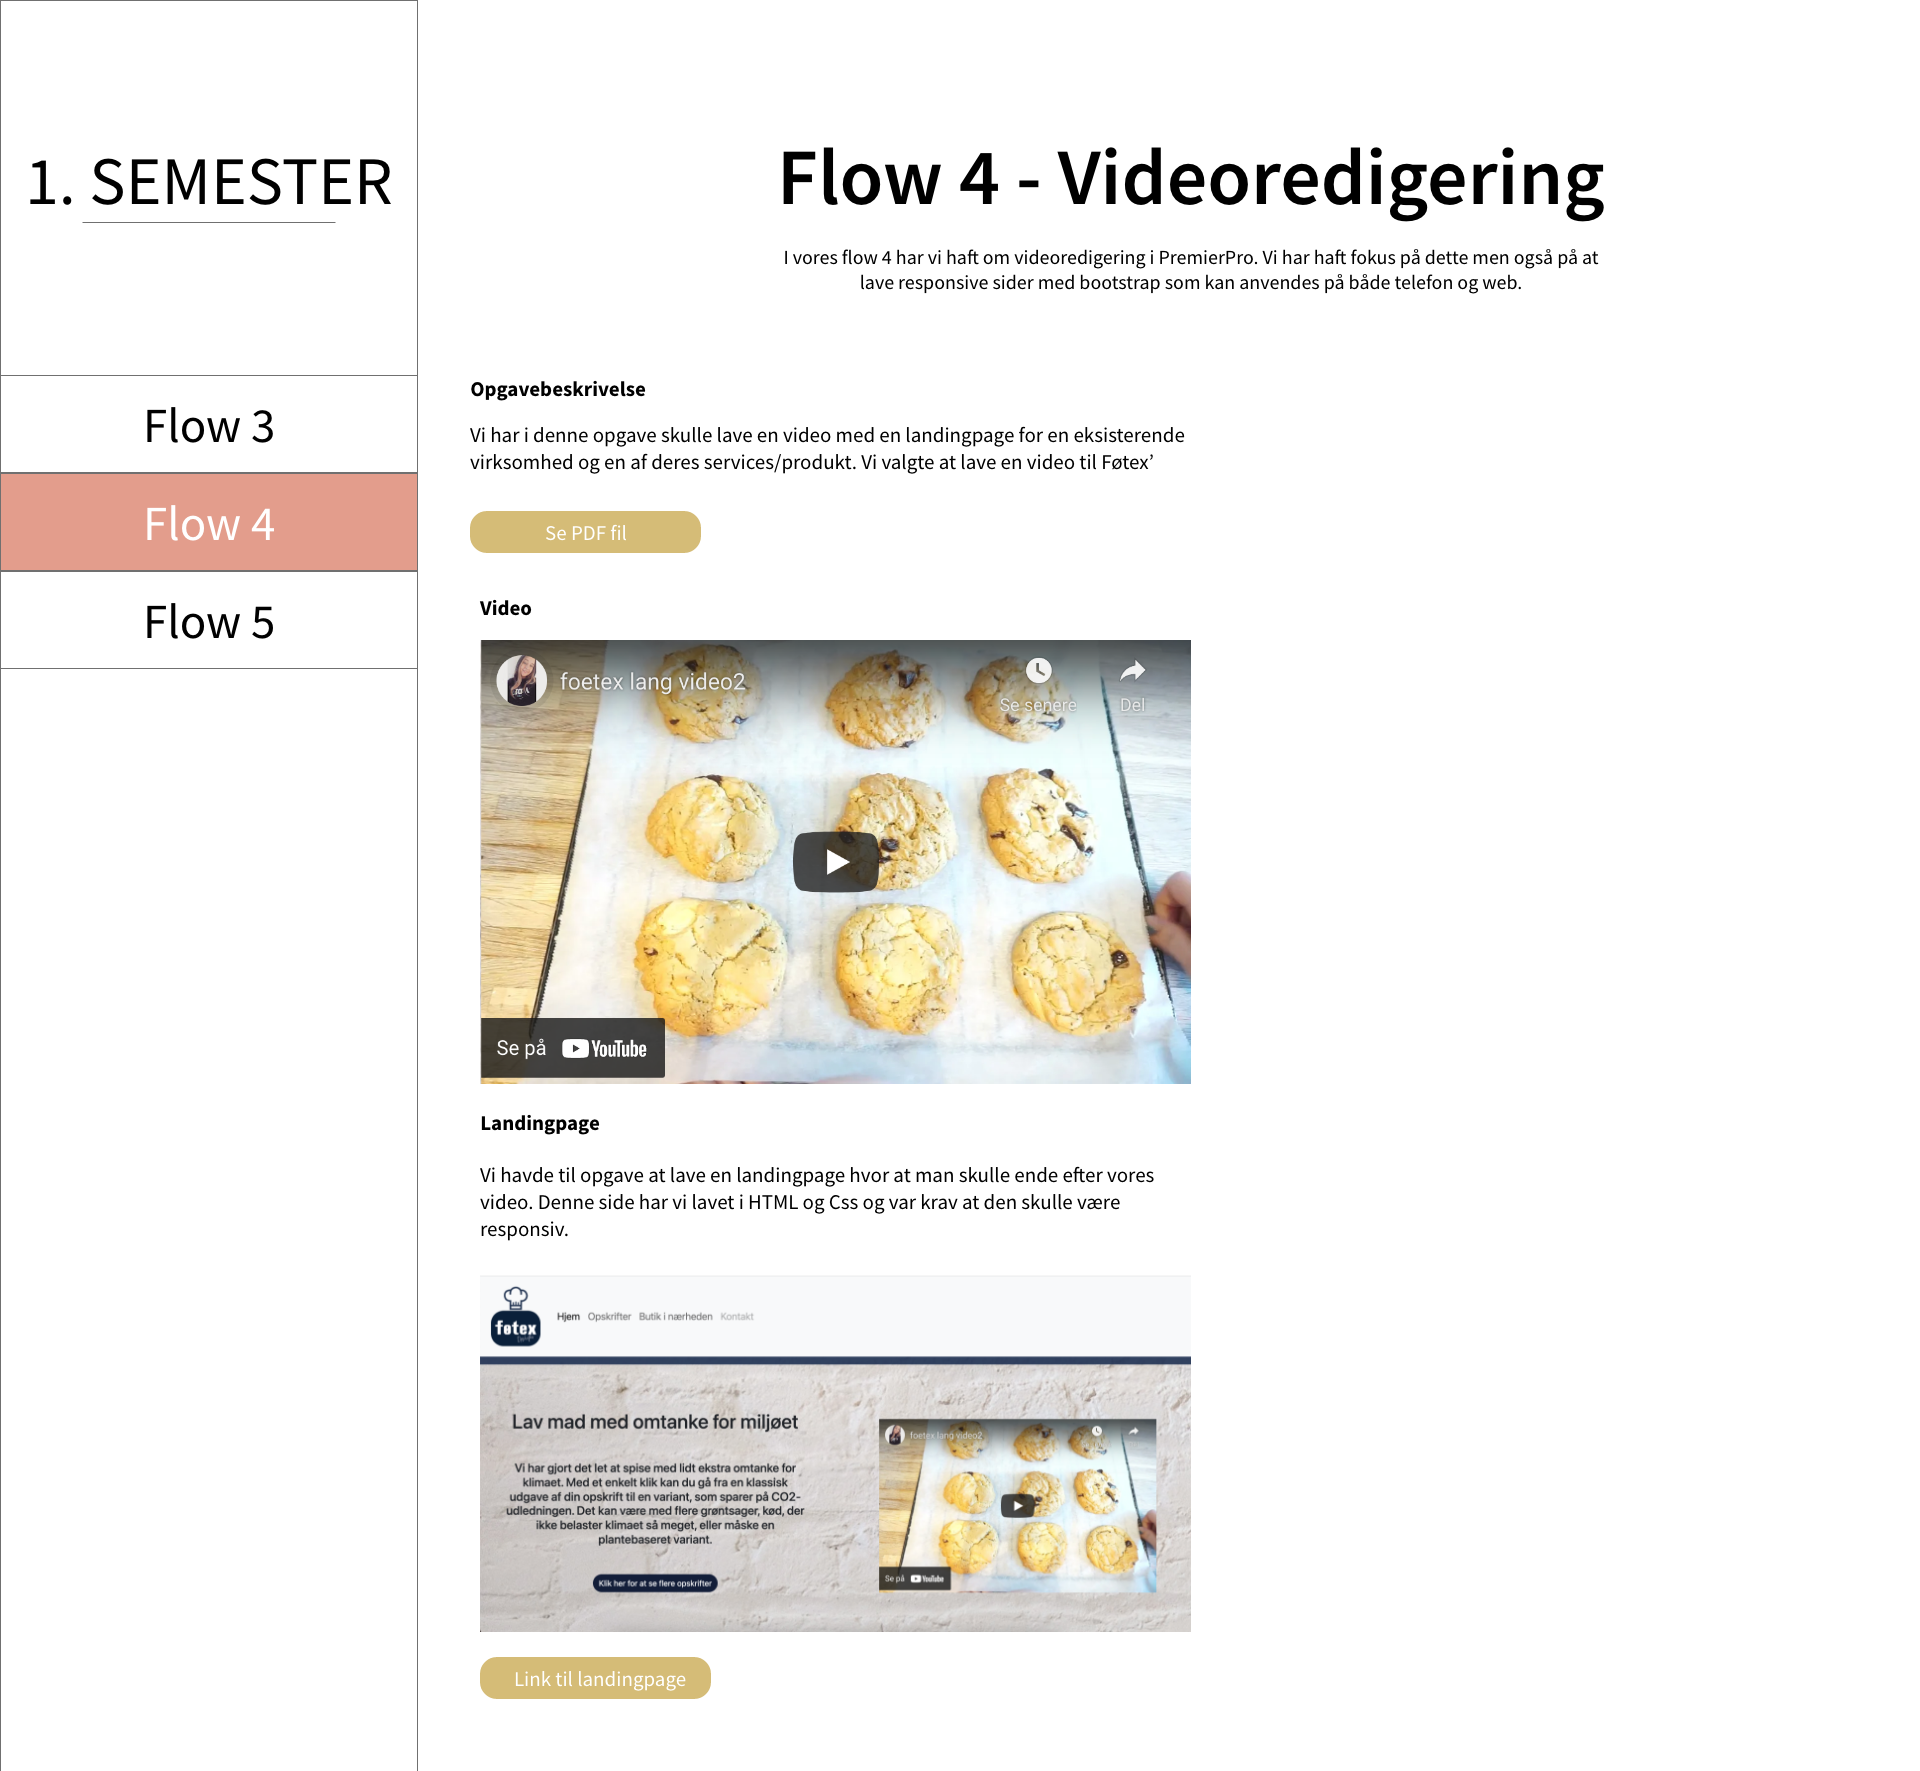 1. SEMESTER
Flow 3
Flow 4
Flow 5
Flow 4 - Videoredigering
I vores flow 4 har vi haft om videoredigering i PremierPro. Vi har haft fokus på dette men også på at
lave responsive sider med bootstrap som kan anvendes på både telefon og web.
Opgavebeskrivelse
Vi har i denne opgave skulle lave en video med en landingpage for en eksisterende
virksomhed og en af deres services/produkt. Vi valgte at lave en video til Føtex’
Se PDF fil
Video
foetex lang video2
Se senere
Del
Se på YouTube
Landingpage
Vi havde til opgave at lave en landingpage hvor at man skulle ende efter vores
video. Denne side har vi lavet i HTML og Css og var krav at den skulle være
responsiv.
føtex
Hjem Opskrifter Butik i nærheden Kontakt
Lav mad med omtanke for miljøet
Vi har gjort det let at spise med lidt ekstra omtanke for
klimaet. Med et enkelt klik kan du gå fra en klassisk
udgave af din opskrift til en variant, som sparer på CO2-
udledningen. Det kan være med flere grøntsager, kød, der
ikke belaster klimaet så meget, eller måske en
plantebaseret variant.
Klik her for at se flere opskrifter
foetex lang video2
Se på YouTube
Link til landingpage